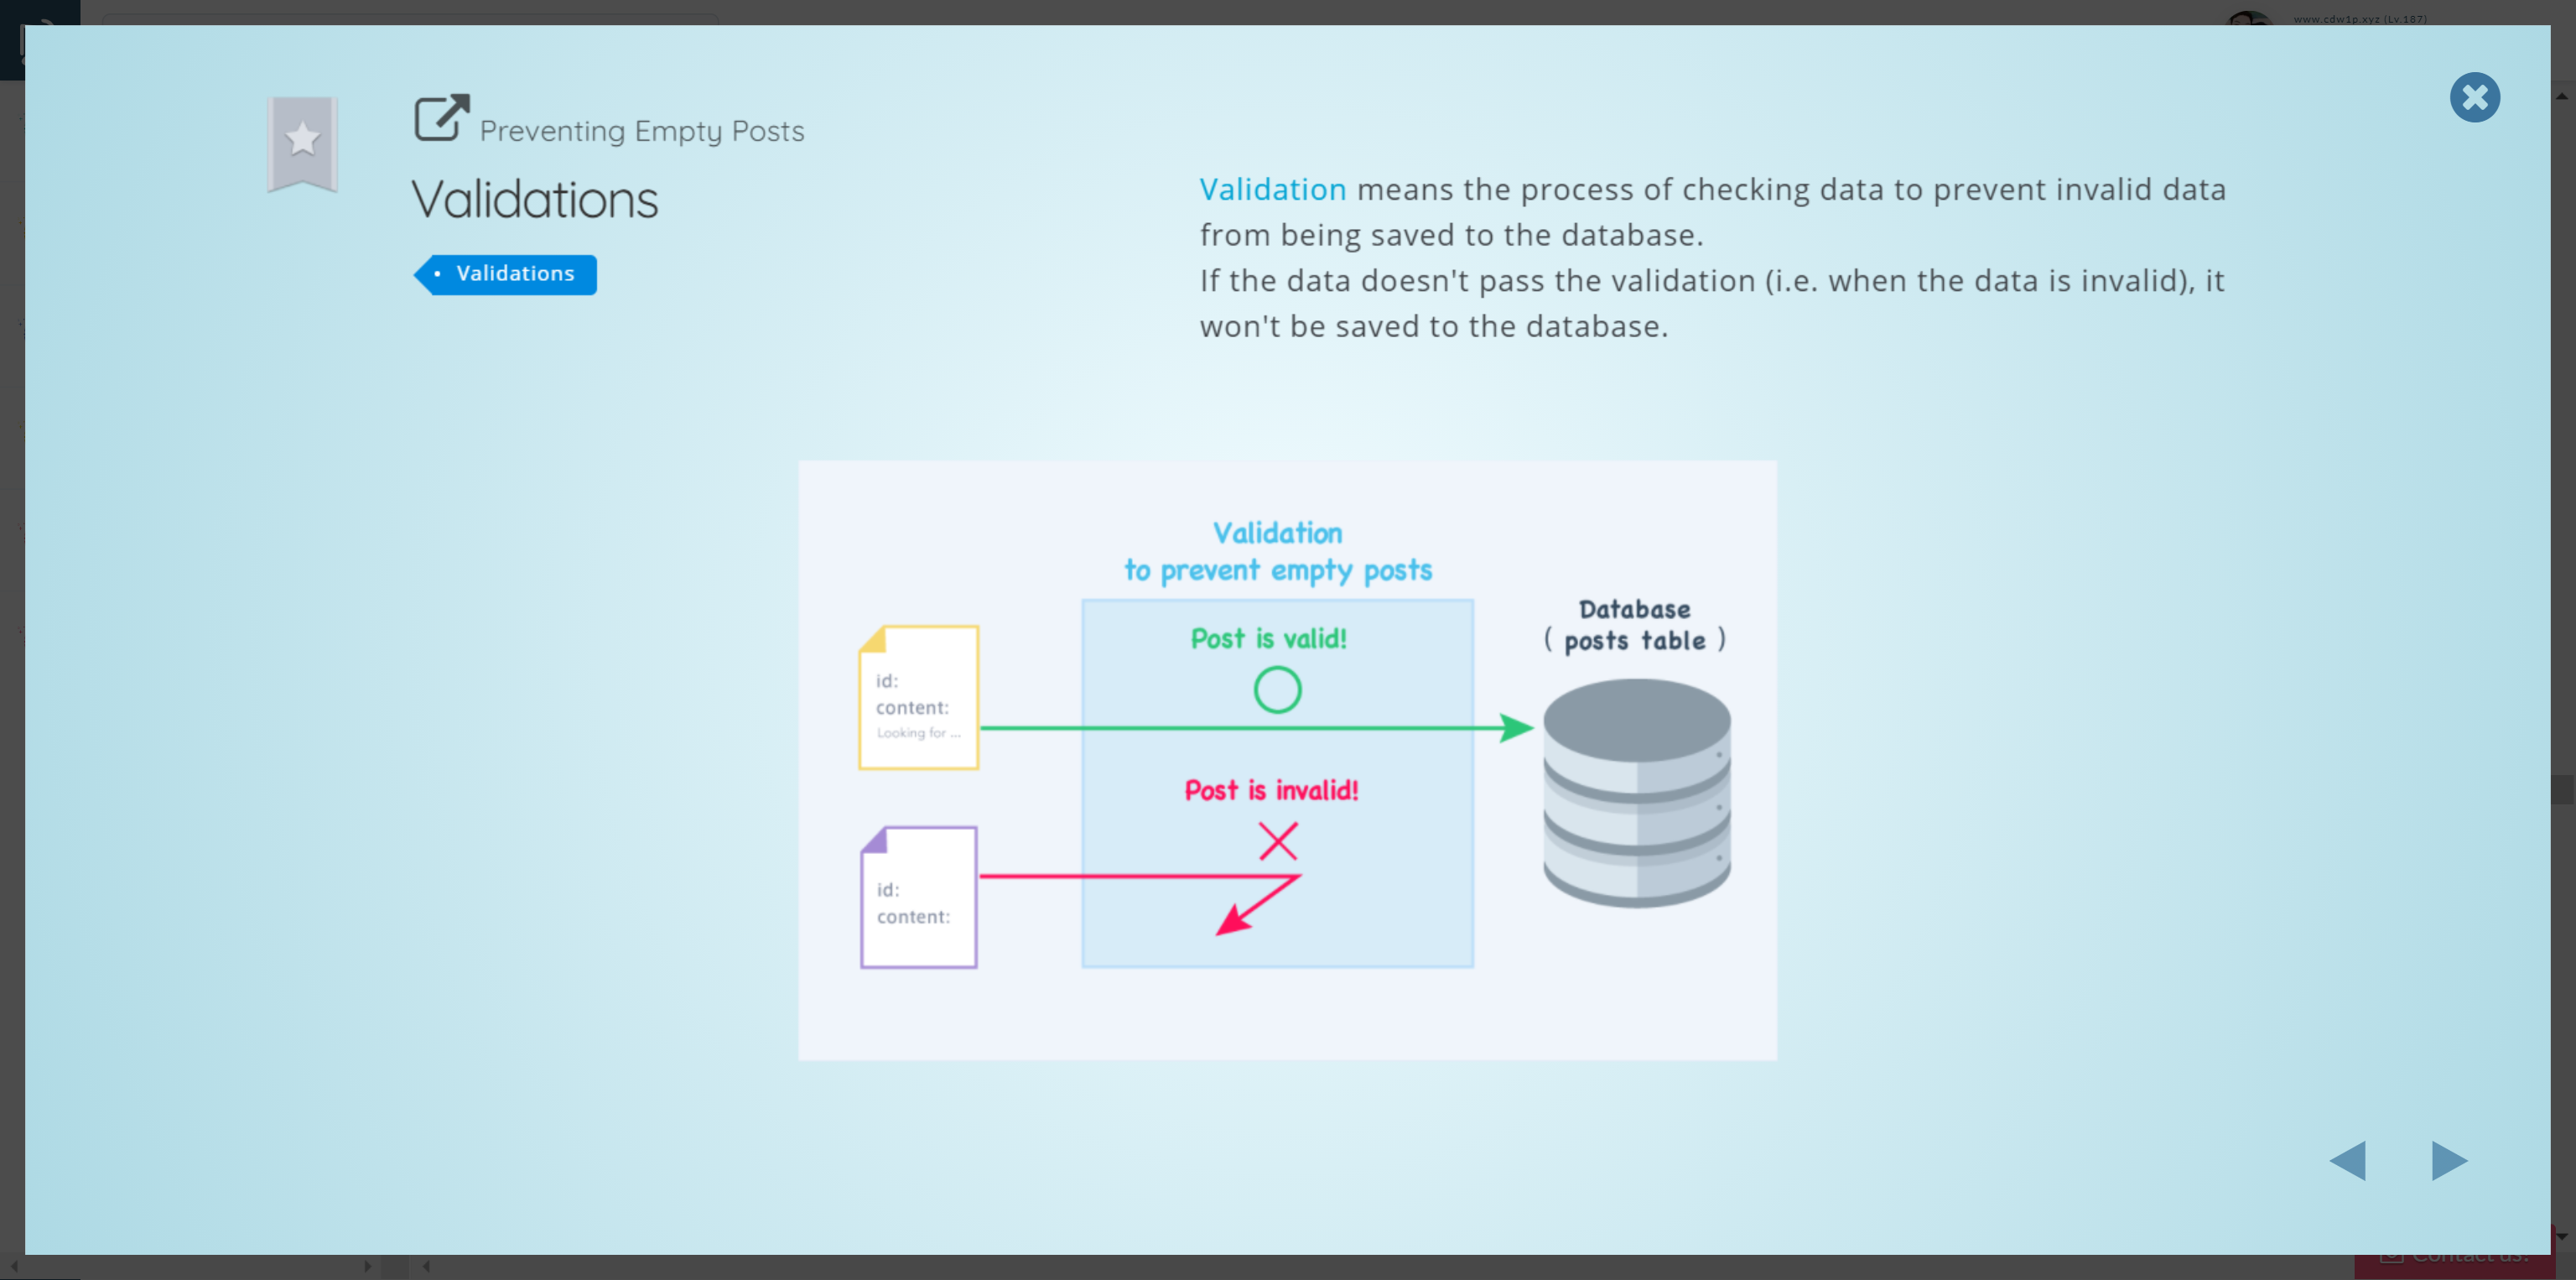 www.cdw1p.xyz (Lv.187)
Preventing Empty Posts
Validations
• Validations
Validation means the process of checking data to prevent invalid data
from being saved to the database.
If the data doesn't pass the validation (i.e. when the data is invalid), it
won't be saved to the database.
Validation
to prevent empty posts
Post is valid!
Database
( posts table )
id:
content:
Looking for ...
Post is invalid!
id:
content:
Contact us!